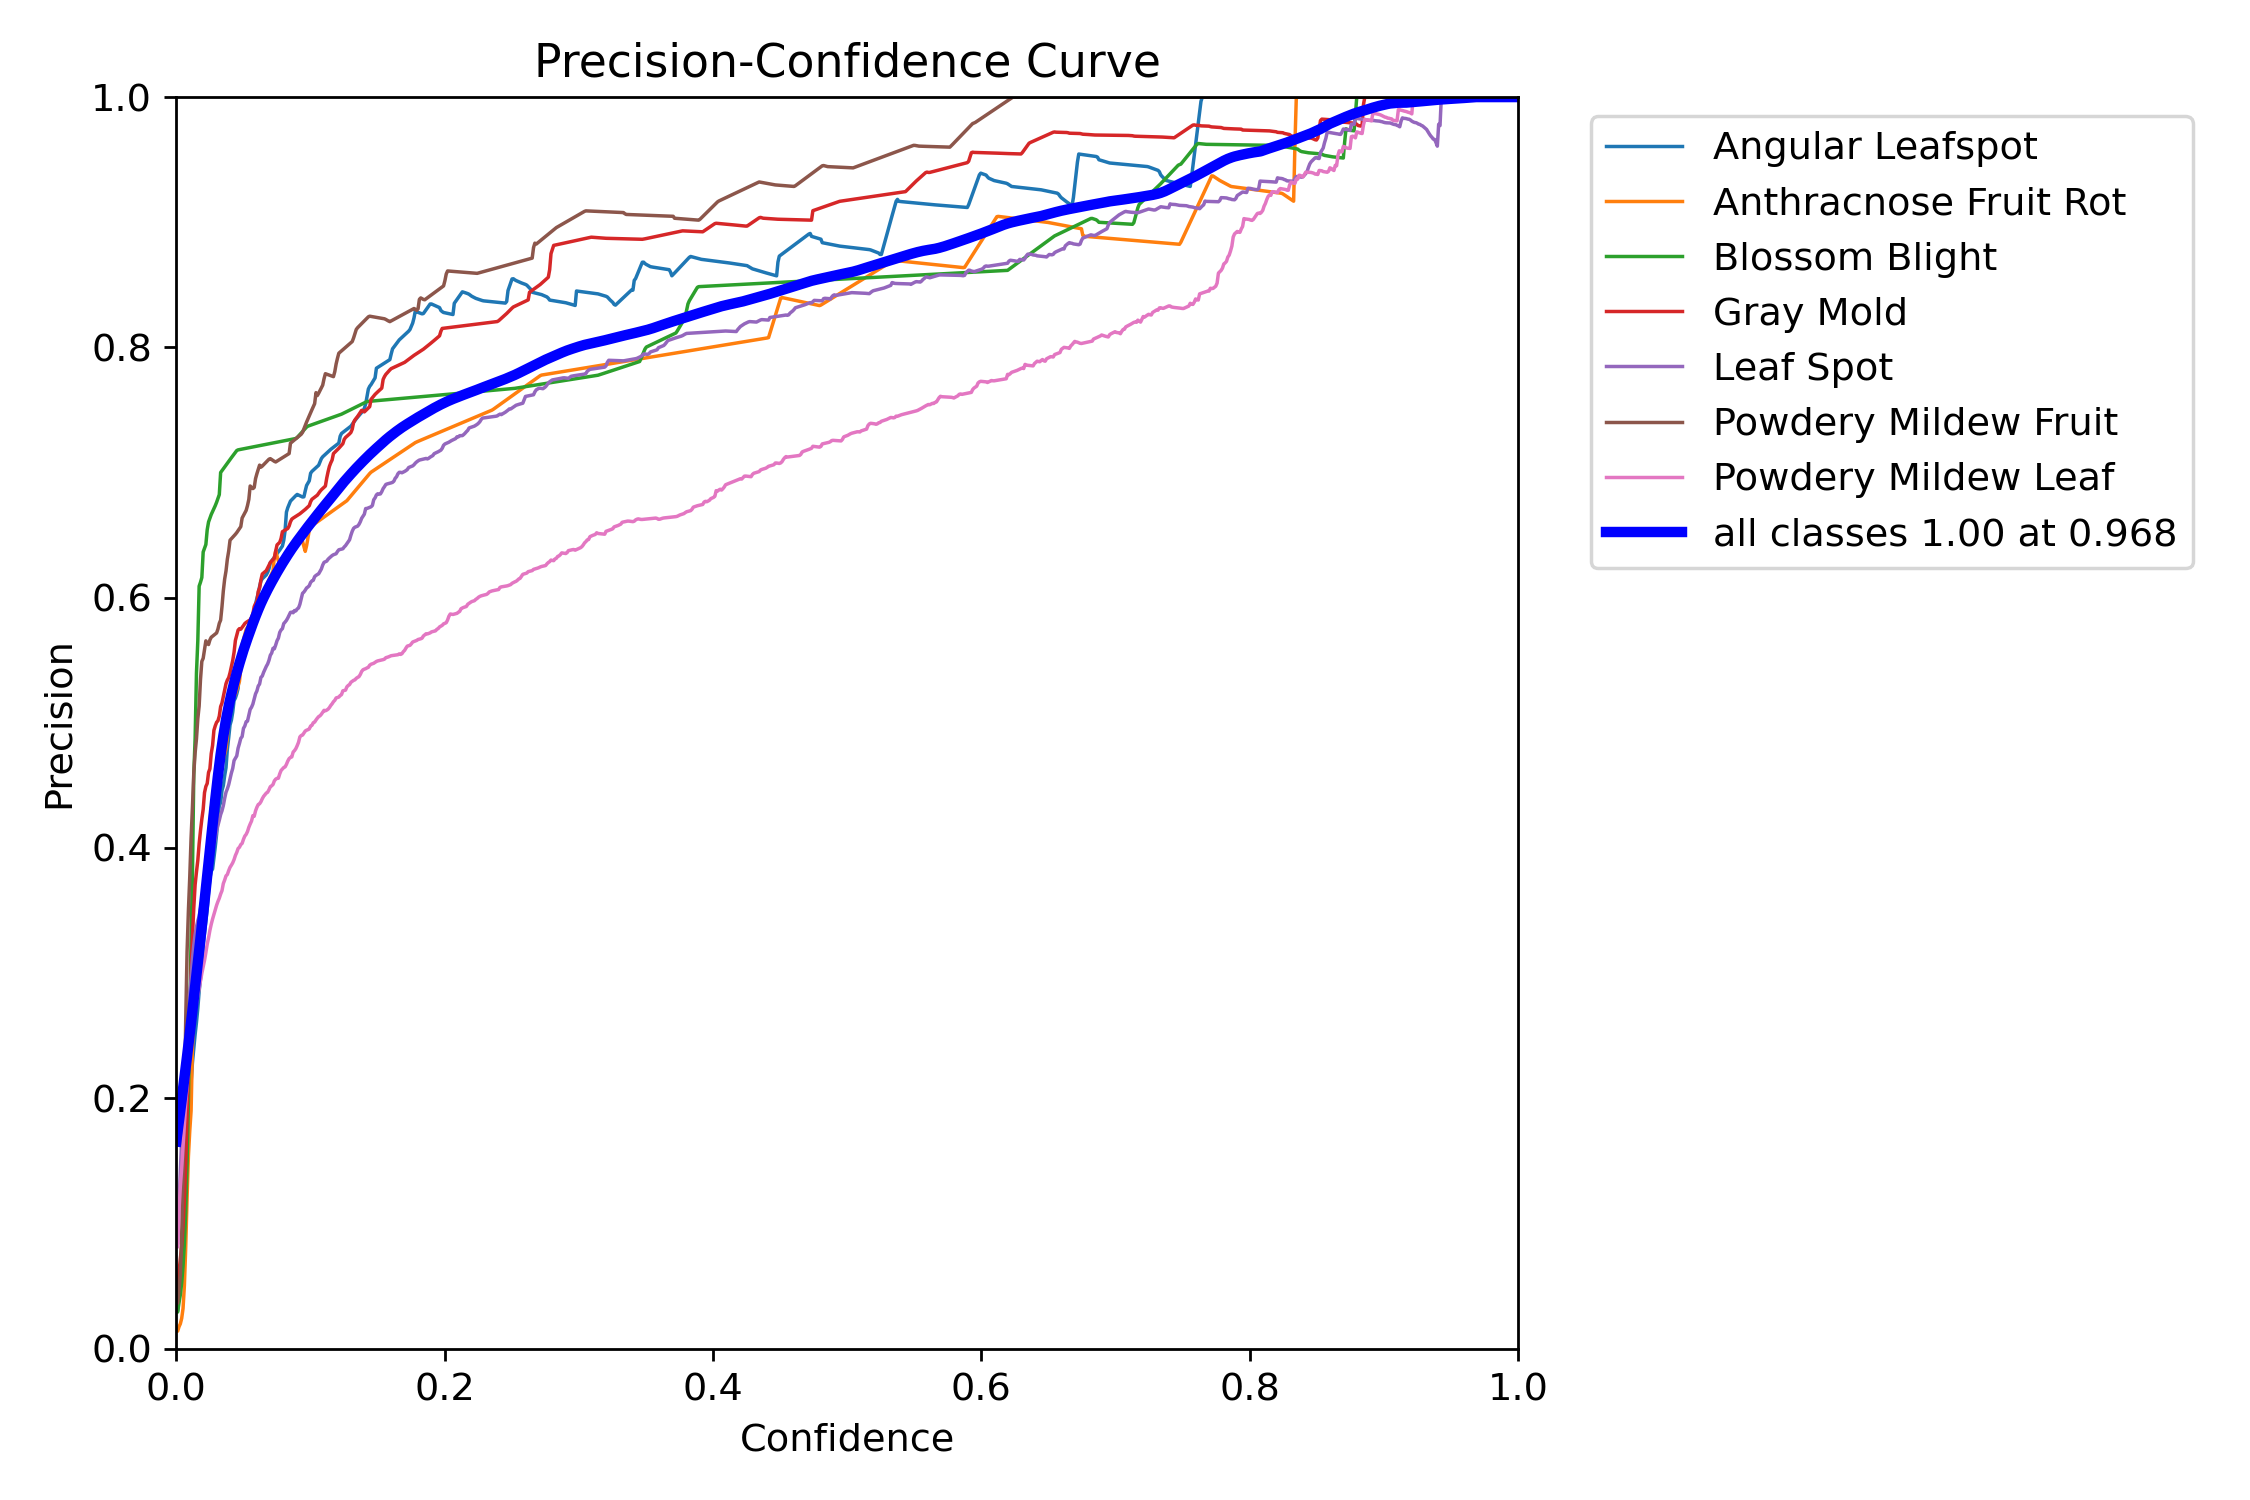 Precision-Confidence Curve
1.0
0.8
0.6
0.4
0.2
0.0
Precision
0.0 0.2 0.4 0.6 0.8 1.0
Confidence
Angular Leafspot
Anthracnose Fruit Rot
Blossom Blight
Gray Mold
Leaf Spot
Powdery Mildew Fruit
Powdery Mildew Leaf
all classes 1.00 at 0.968